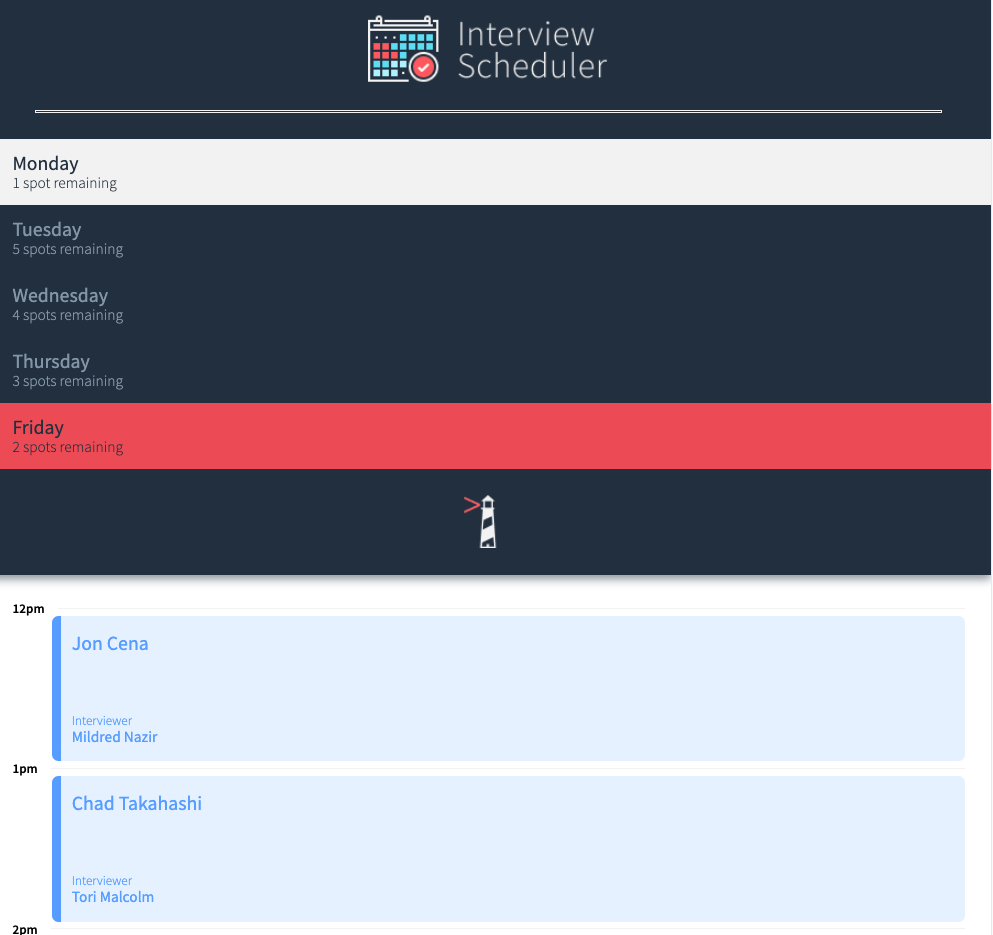 Interview
Scheduler
Monday
1 spot remaining
Tuesday
5 spots remaining
Wednesday
4 spots remaining
Thursday
3 spots remaining
Friday
2 spots remaining
12pm
Jon Cena
Interviewer
Mildred Nazir
1pm
Chad Takahashi
Interviewer
Tori Malcolm
2pm